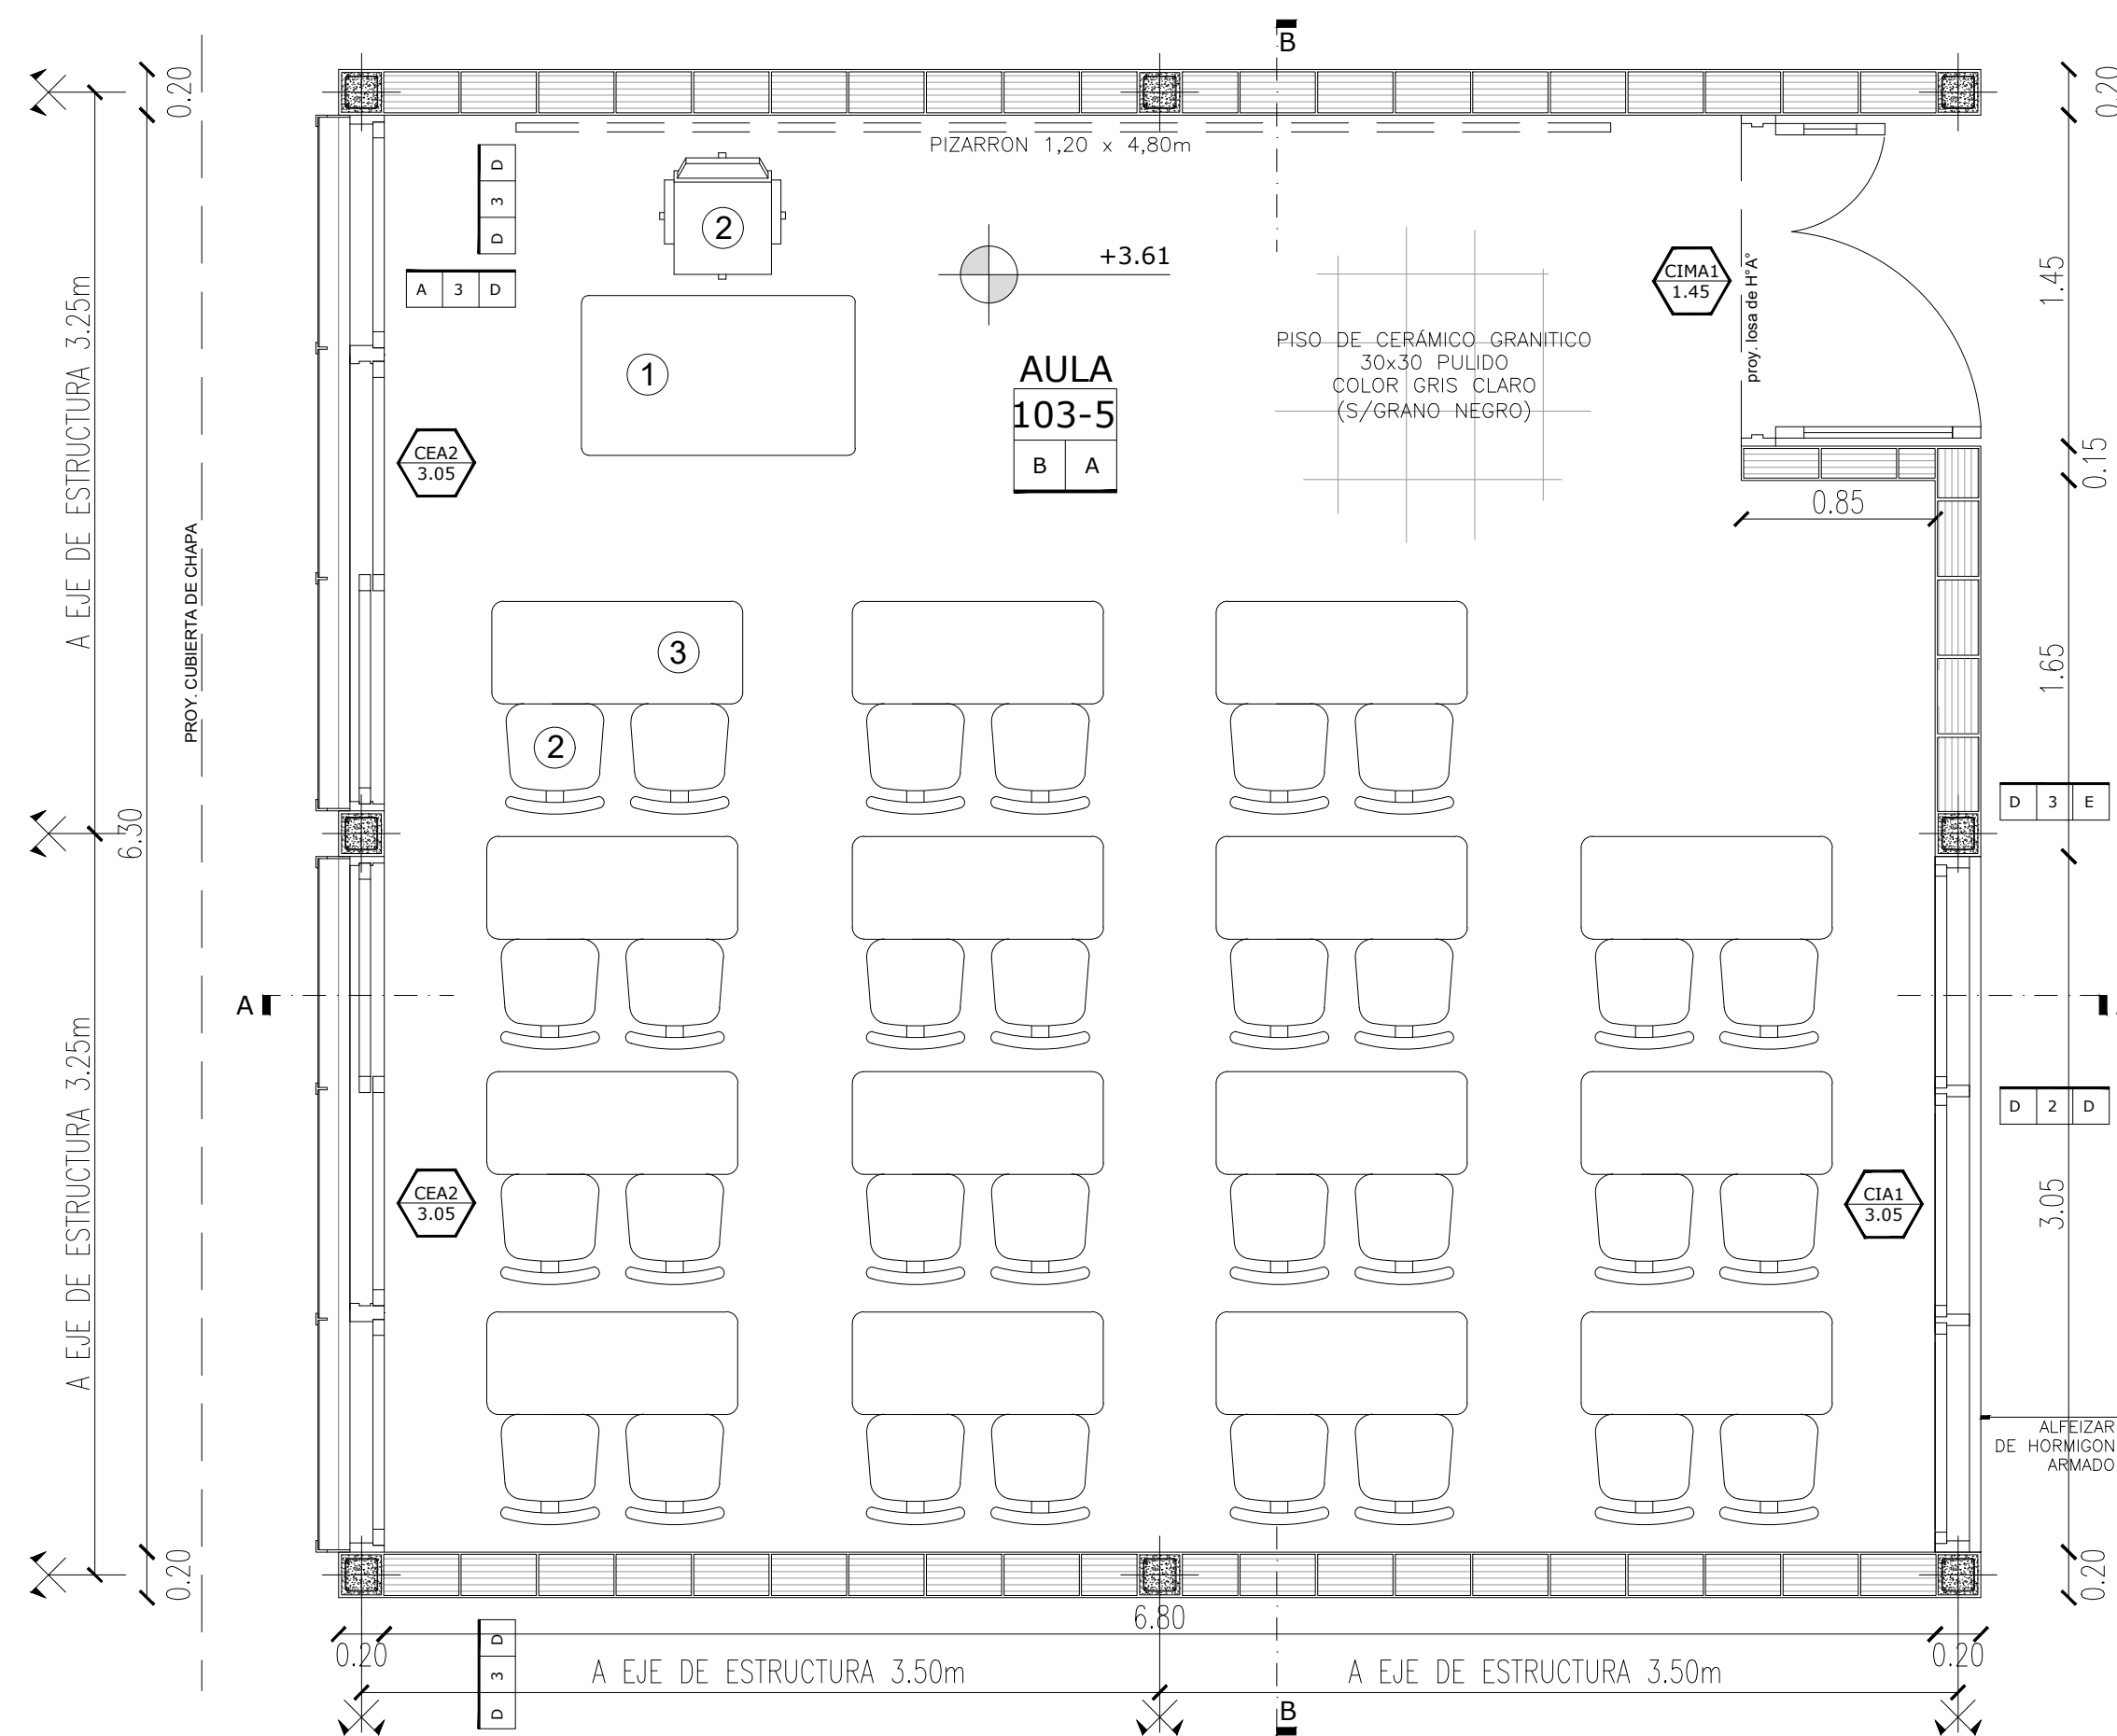 B
0.20
0.20
PIZARRON 1,20 x 4,80m
D 3 D
2
+3.61
A 3 D
CIMA1
1.45
proy. losa de H°A°
1.45
A EJE DE ESTRUCTURA 3.25m
1
AULA
103-5
B A
PISO DE CERÁMICO GRANITICO
30x30 PULIDO
COLOR GRIS CLARO
(S/GRANO NEGRO)
CEA2
3.05
0.15
0.85
PROY. CUBIERTA DE CHAPA
3
1.65
2
6.30
D 3 E
A
A EJE DE ESTRUCTURA 3.25m
D 2 D
CEA2
3.05
CIA1
3.05
3.05
ALFEIZAR
DE HORMIGON
ARMADO
0.20
0.20
6.80
0.20
0.20
D 3 D
A EJE DE ESTRUCTURA 3.50m
A EJE DE ESTRUCTURA 3.50m
B